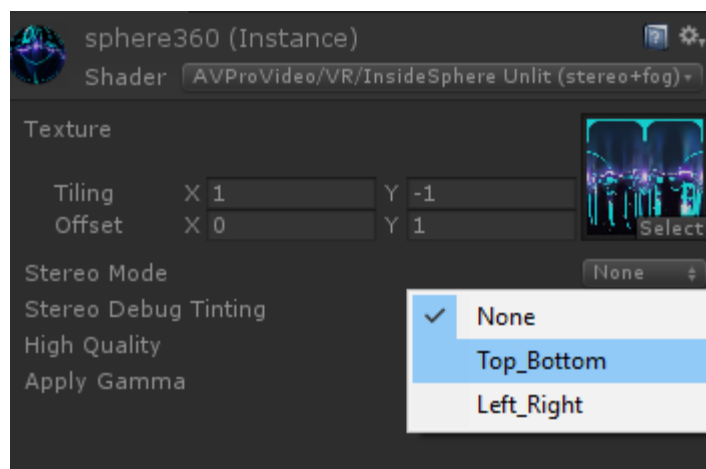 sphere360 (Instance)
Shader AVProVideo/VR/InsideSphere Unlit (stereo+fog)
Texture
Tiling X 1 Y -1
Offset X 0 Y 1
Select
Stereo Mode None
Stereo Debug Tinting
High Quality
Apply Gamma
None
Top_Bottom
Left_Right